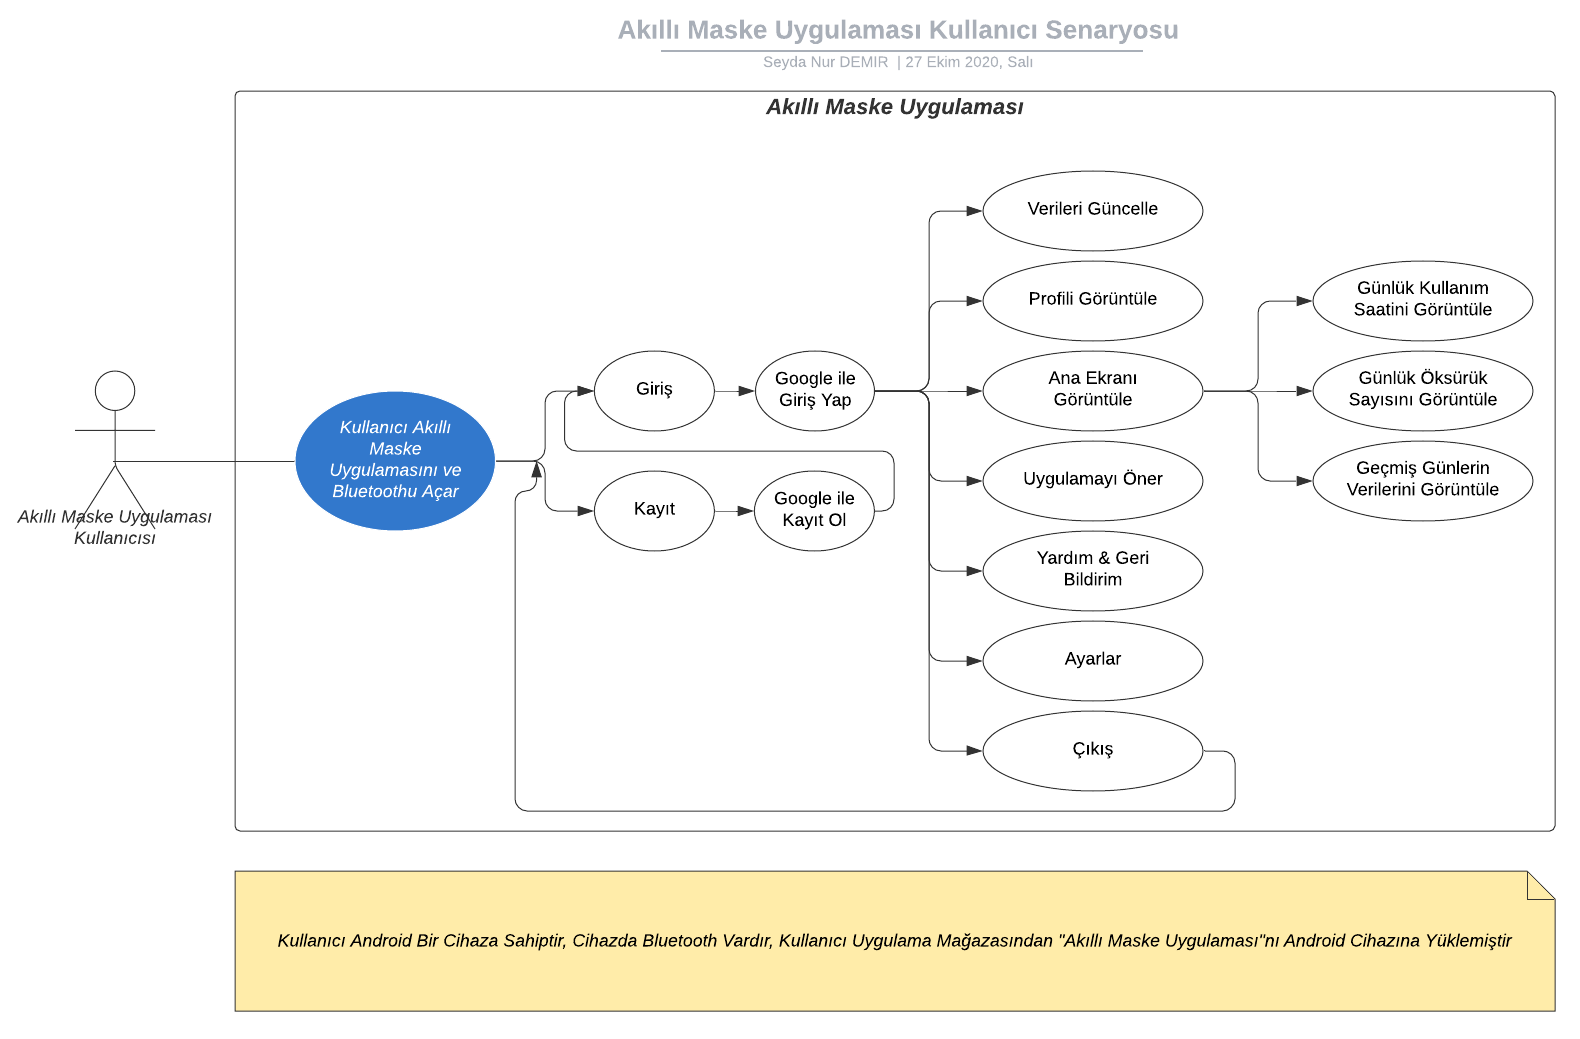 Akıllı Maske Uygulaması Kullanıcı Senaryosu
Seyda Nur DEMIR | 27 Ekim 2020, Salı
Akıllı Maske Uygulaması
Akıllı Maske Uygulaması
Kullanıcısı
Kullanıcı Akıllı
Maske
Uygulamasını ve
Bluetoothu Açar
Giriş
Google ile
Giriş Yap
Kayıt
Google ile
Kayıt Ol
Verileri Güncelle
Profili Görüntüle
Ana Ekranı
Görüntüle
Uygulamayı Öner
Yardım & Geri
Bildirim
Ayarlar
Çıkış
Günlük Kullanım
Saatini Görüntüle
Günlük Öksürük
Sayısını Görüntüle
Geçmiş Günlerin
Verilerini Görüntüle
Kullanıcı Android Bir Cihaza Sahiptir, Cihazda Bluetooth Vardır, Kullanıcı Uygulama Mağazasından "Akıllı Maske Uygulaması"nı Android Cihazına Yüklemiştir